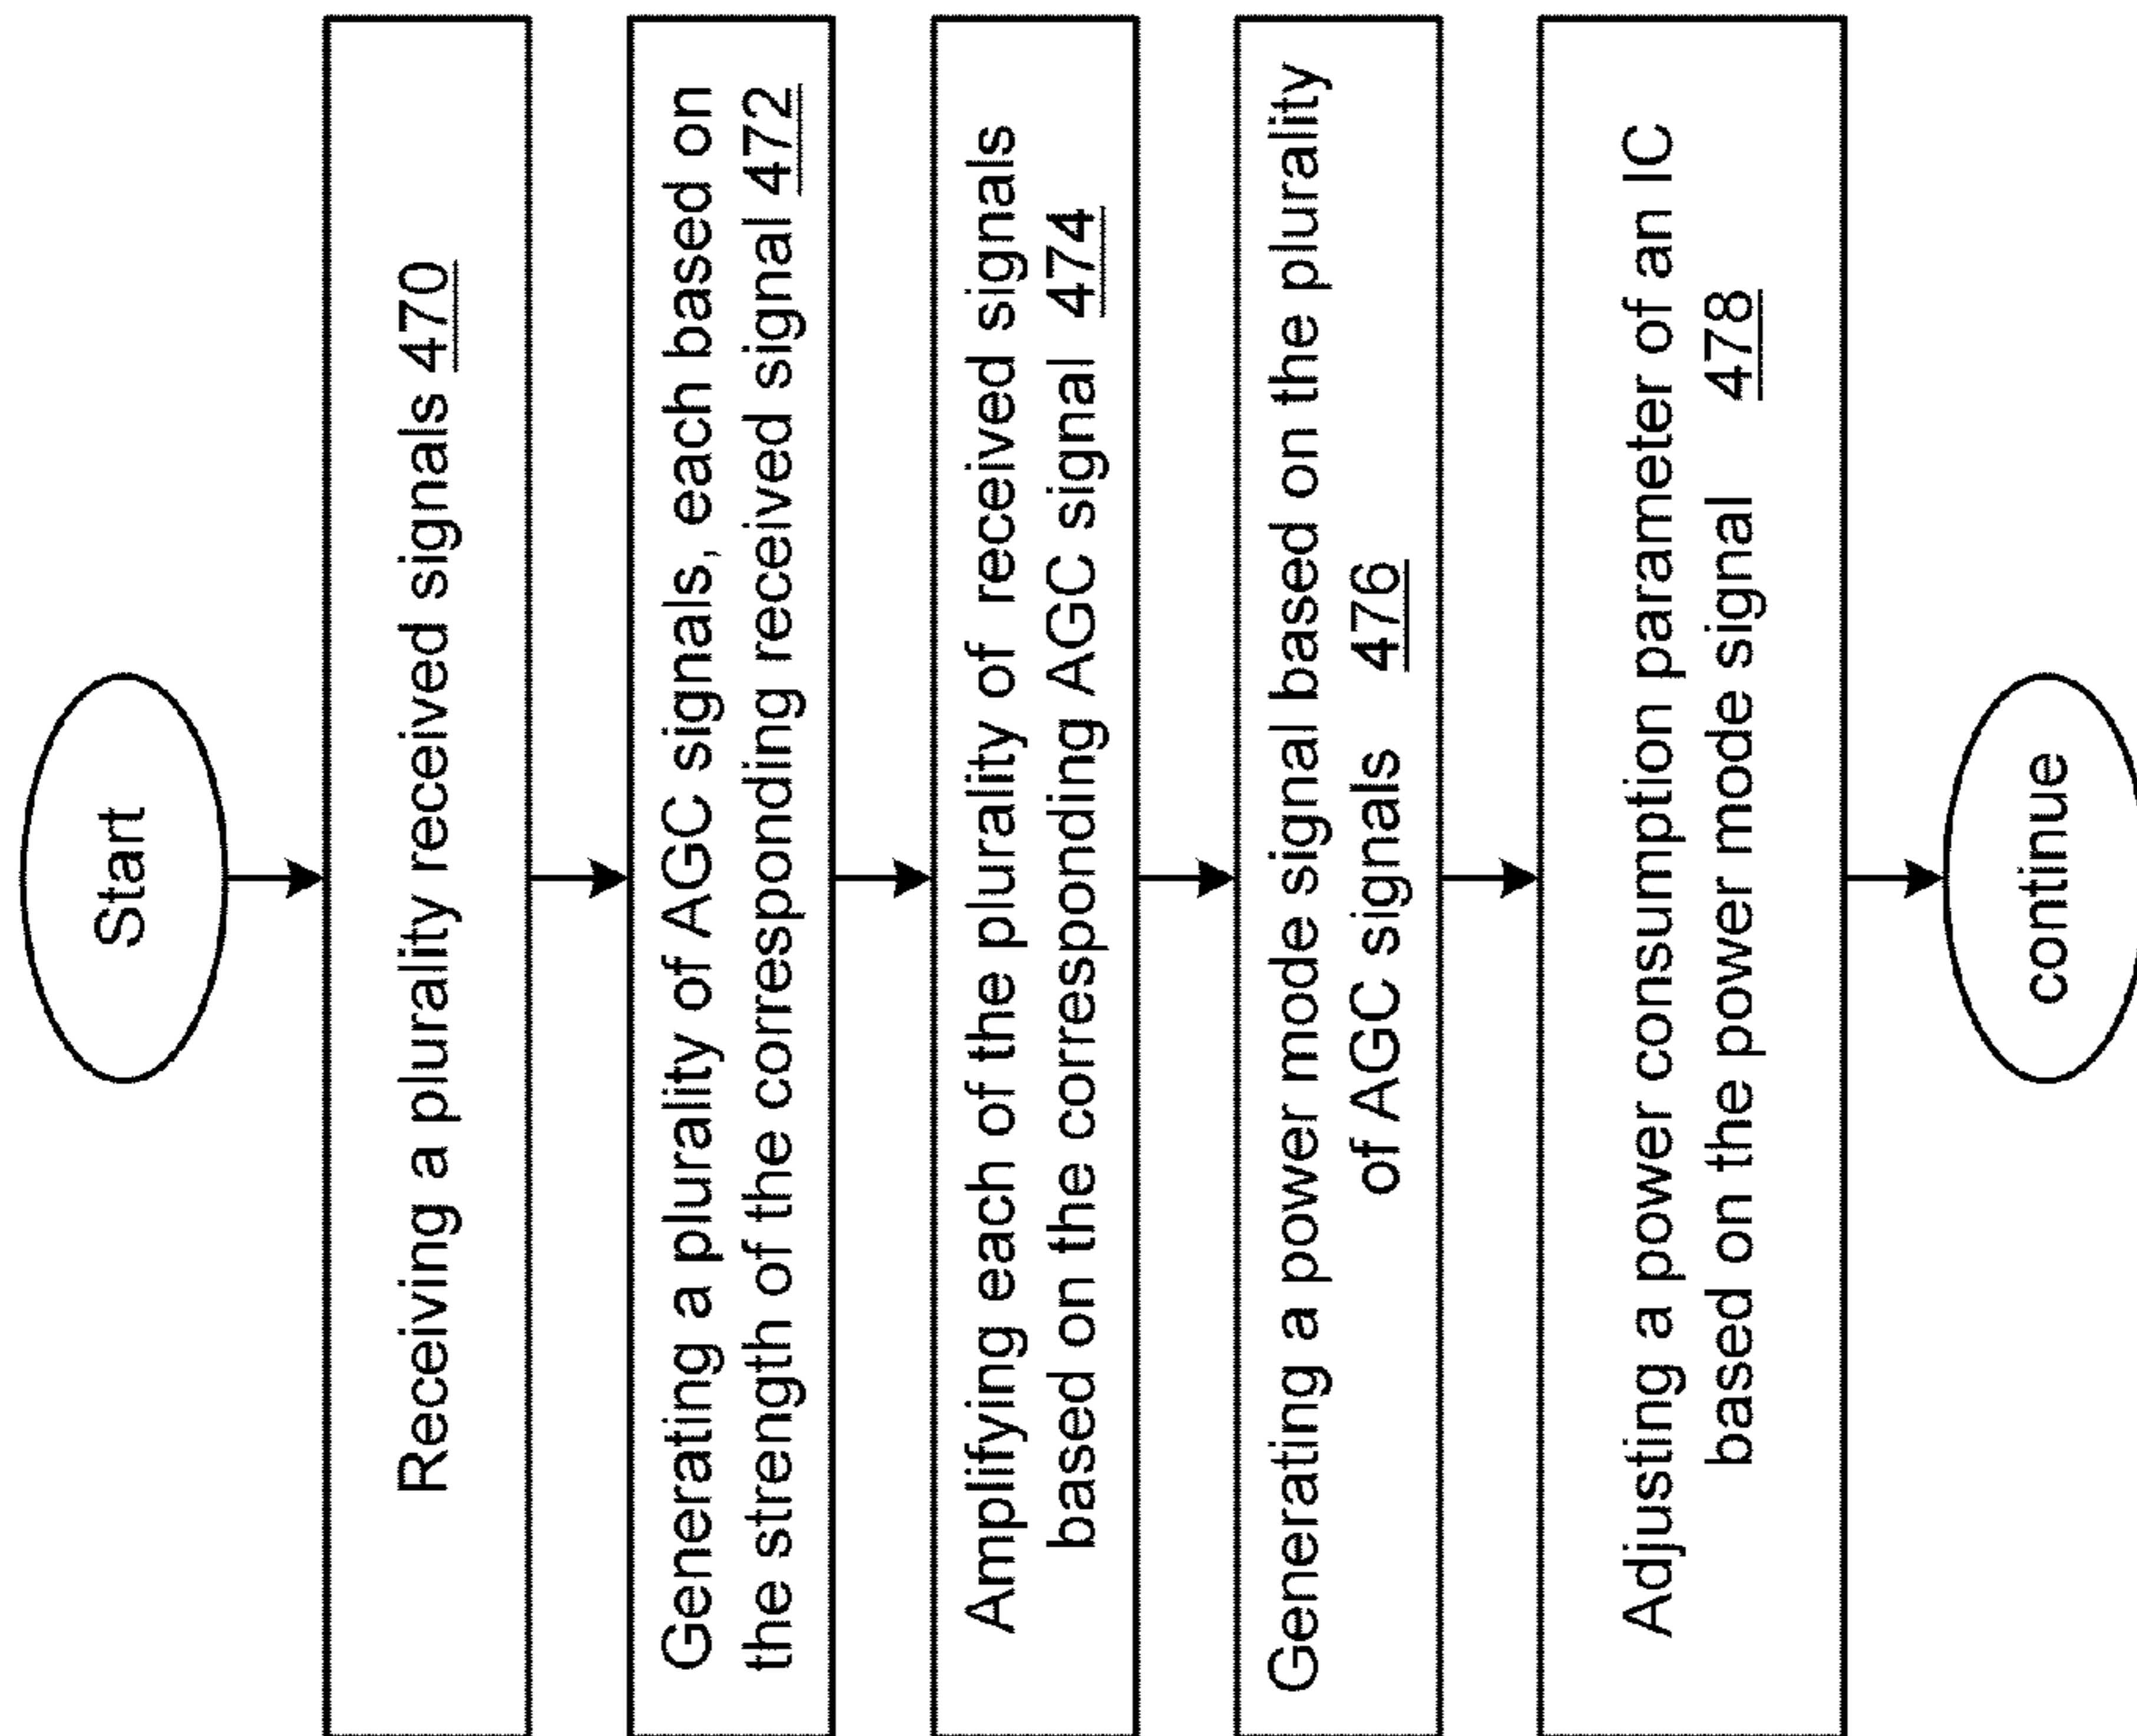 Start
Receiving a plurality received signals 470
Generating a plurality of AGC signals, each based on
the strength of the corresponding received signal 472
Amplifying each of the plurality of received signals
based on the corresponding AGC signal 474
Generating a power mode signal based on the plurality
of AGC signals 476
Adjusting a power consumption parameter of an IC
based on the power mode signal 478
continue